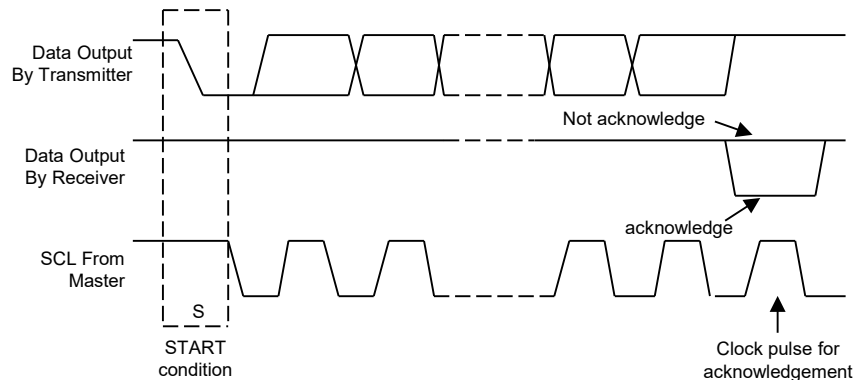 Data Output
By Transmitter
Not acknowledge
Data Output
By Receiver
acknowledge
SCL From
Master
S
START
condition
Clock pulse for
acknowledgement